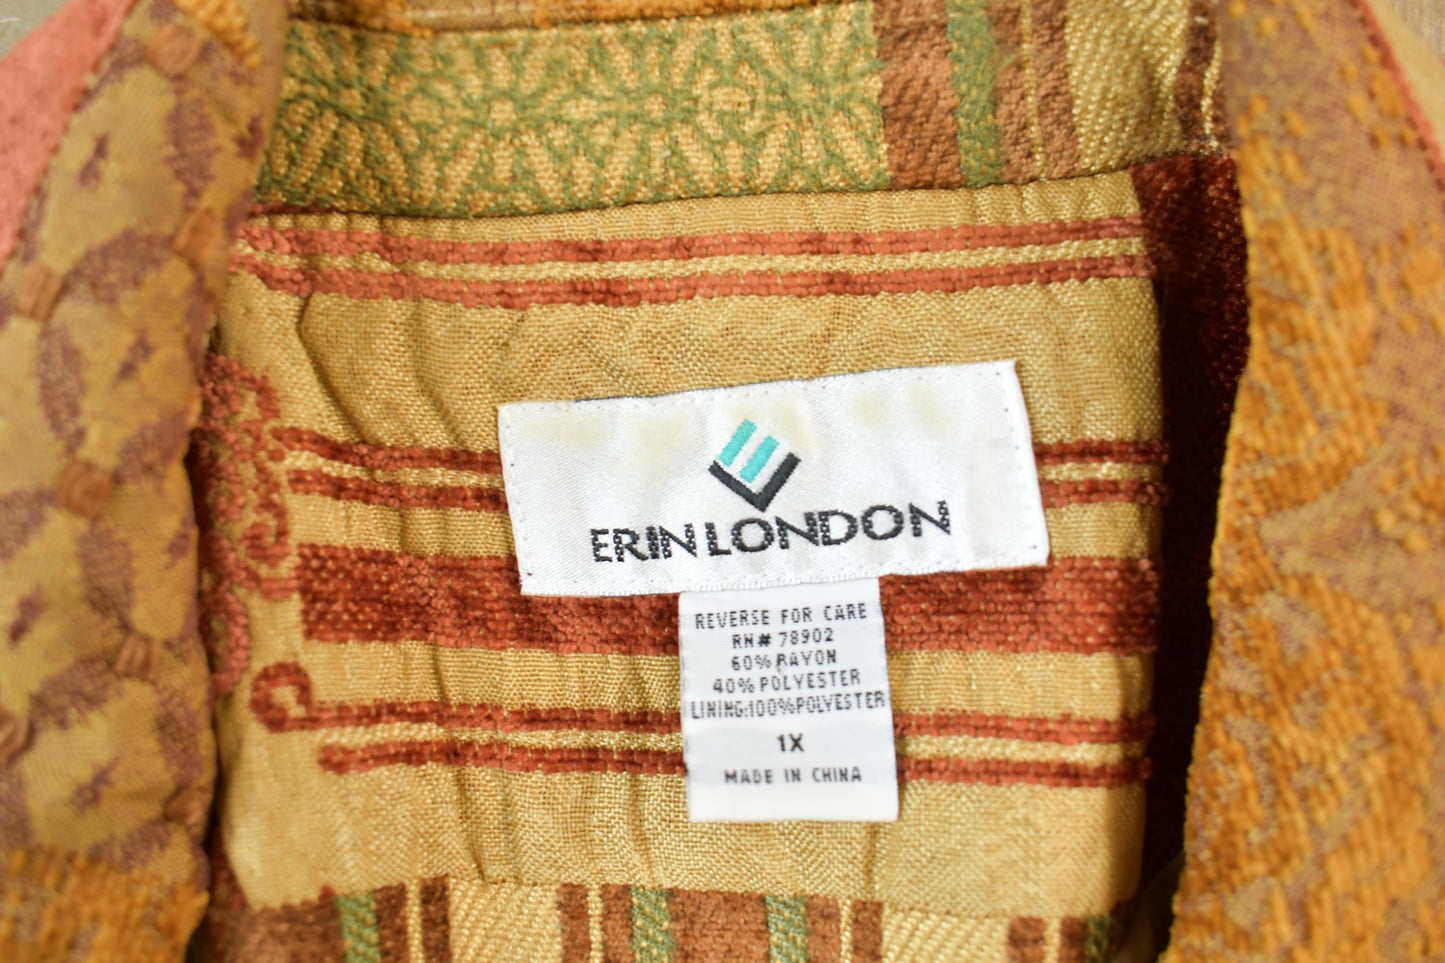 ERIN LONDON
REVERSE FOR CARE
RN# 78902
60% RAYON
40% POLYESTER
LINING:100%POLYESTER
1X
MADE IN CHINA